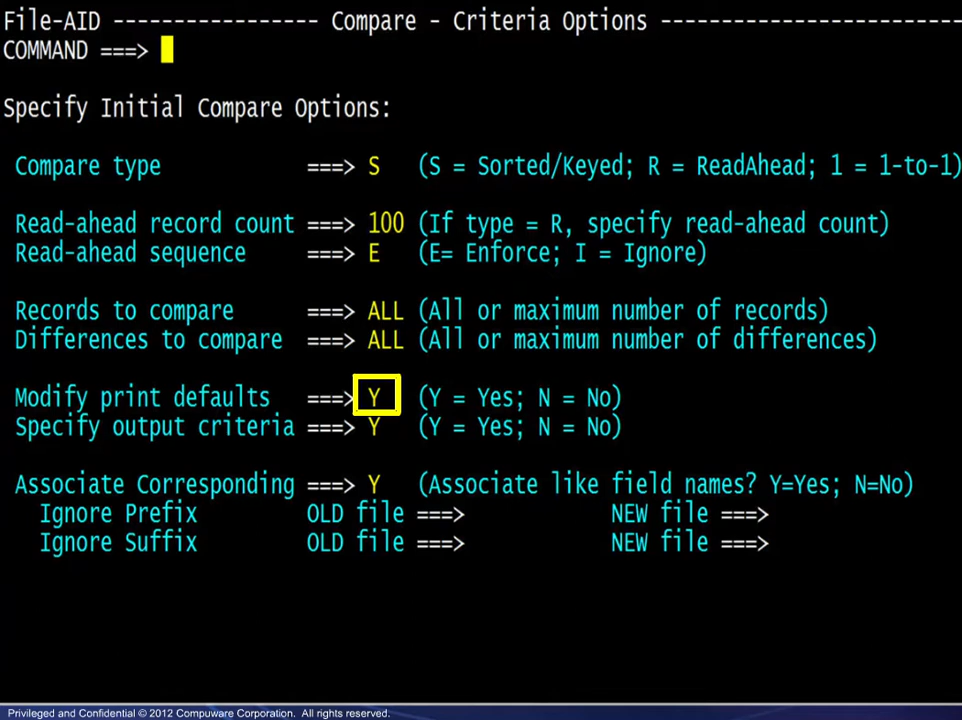 File-AID ----------------- Compare - Criteria Options -------------------------
COMMAND ===>
Specify Initial Compare Options:
Compare type ===> S (S = Sorted/Keyed; R = ReadAhead; 1 = 1-to-1)
Read-ahead record count ===> 100 (If type = R, specify read-ahead count)
Read-ahead sequence ===> E (E= Enforce; I = Ignore)
Records to compare ===> ALL (All or maximum number of records)
Differences to compare ===> ALL (All or maximum number of differences)
Modify print defaults ===> Y (Y = Yes; N = No)
Specify output criteria ===> Y (Y = Yes; N = No)
Associate Corresponding ===> Y (Associate like field names? Y=Yes; N=No)
Ignore Prefix OLD file ===> NEW file ===>
Ignore Suffix OLD file ===> NEW file ===>
Privileged and Confidential © 2012 Compuware Corporation. All rights reserved.